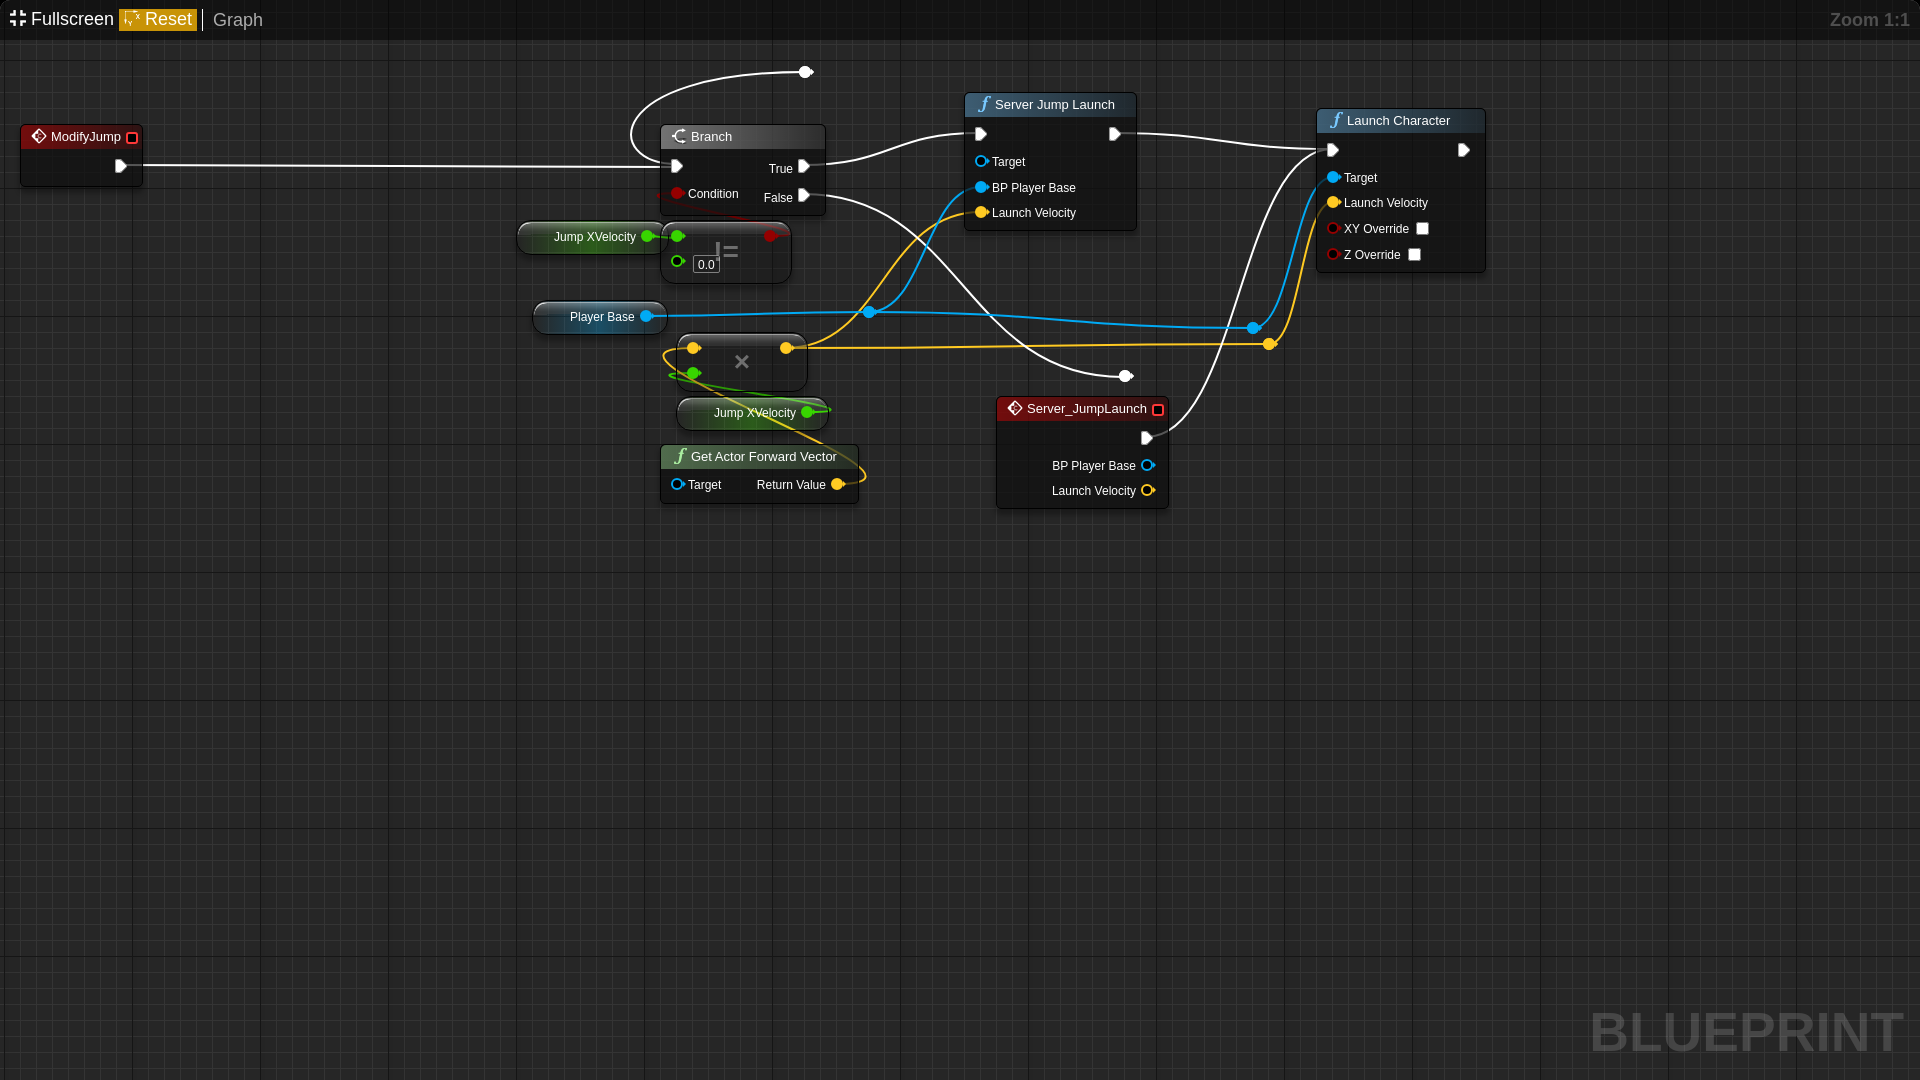 Fullscreen Reset Graph
Zoom 1:1
ModifyJump
Branch
True
Condition
False
Jump XVelocity
!=
0.0
Player Base
×
Jump XVelocity
Get Actor Forward Vector
Target Return Value
Server Jump Launch
Target
BP Player Base
Launch Velocity
Server_JumpLaunch
BP Player Base
Launch Velocity
Launch Character
Target
Launch Velocity
XY Override
Z Override
BLUEPRINT